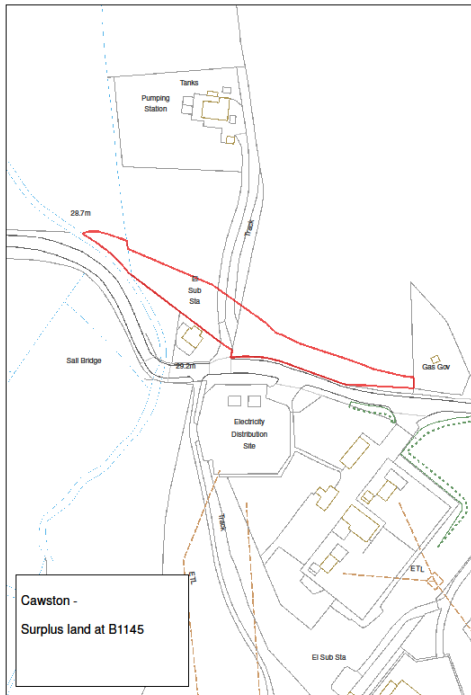 Tanks
Pumping
Station
28.7m
Track
El
Sub
Sta
Sall Bridge
29.2m
Gas Gov
Electricity
Distribution
Site
Track
ETL
ETL
El Sub Sta
Cawston -
Surplus land at B1145